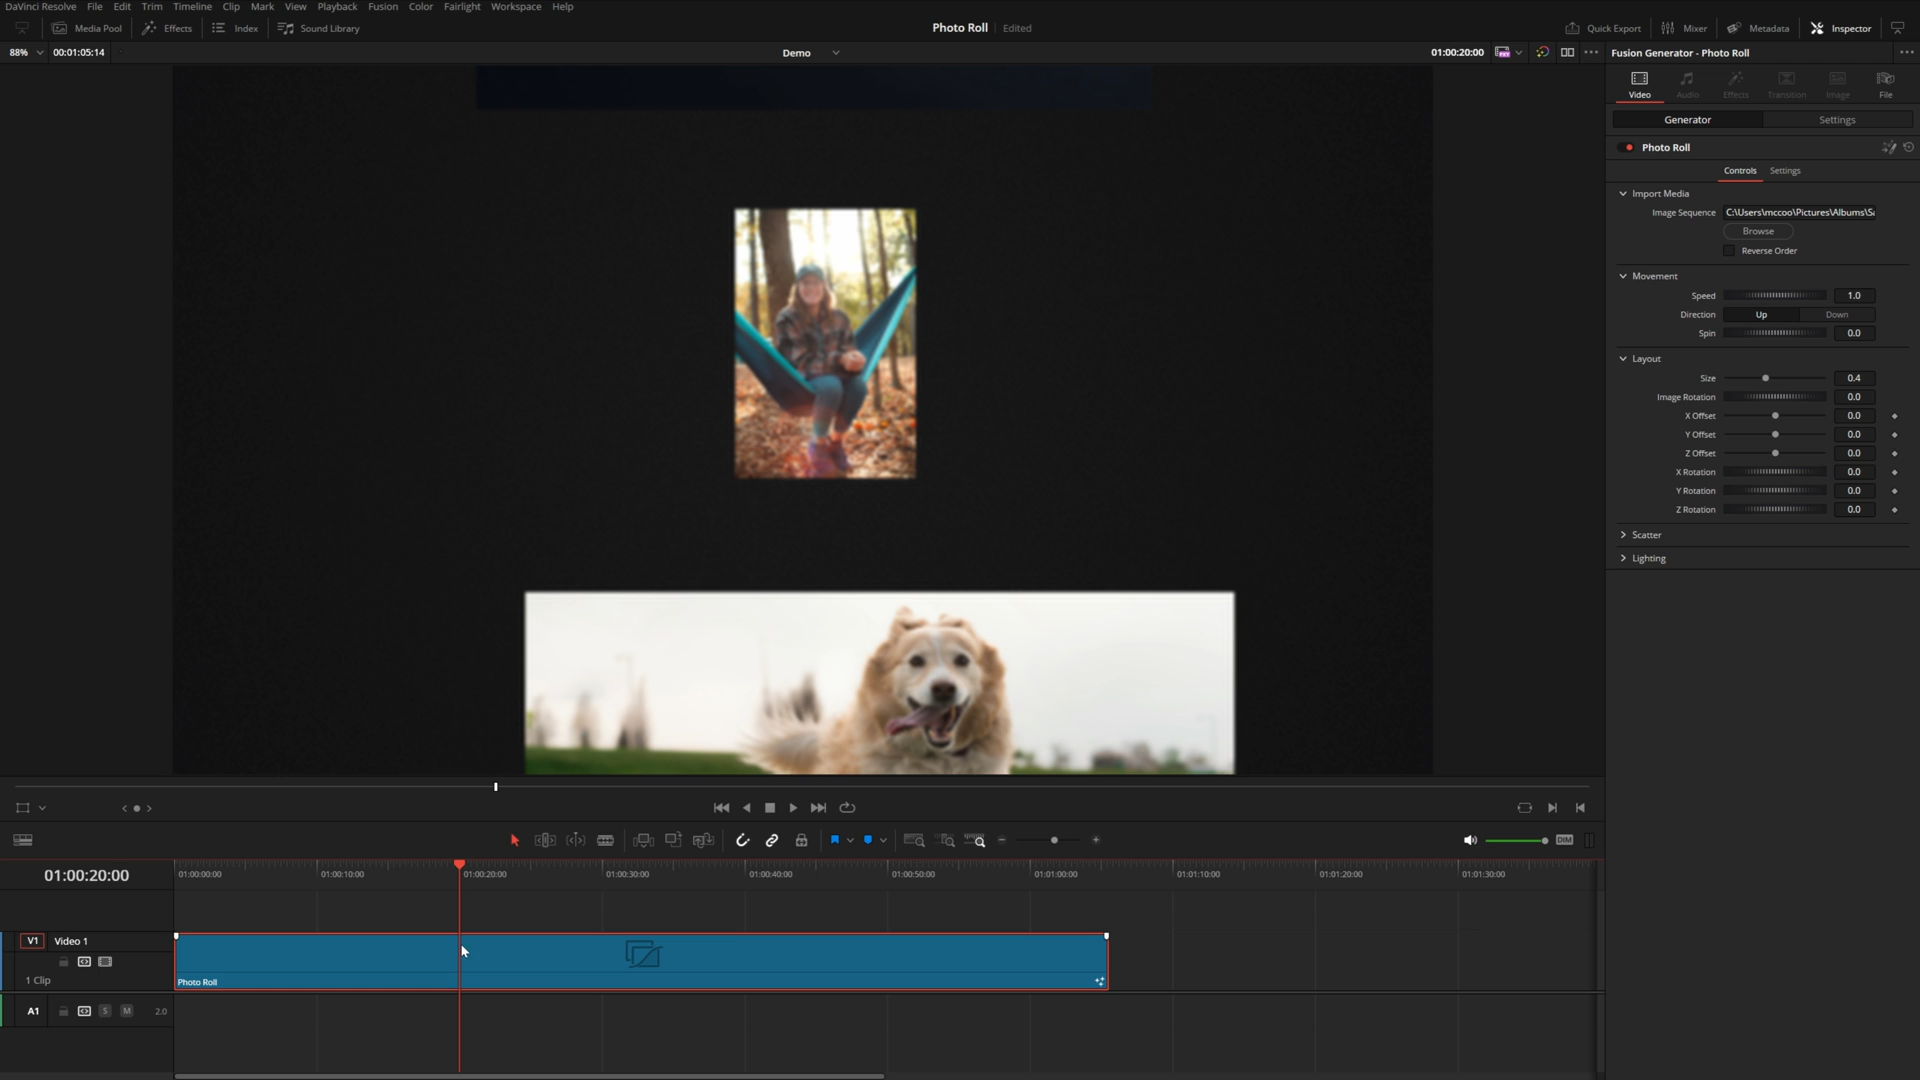 DaVinci Resolve File Edit Trim Timeline Clip Mark View Playback Fusion Color Fairlight Workspace Help
Media Pool Effects Index Sound Library Photo Roll Edited Quick Export Mixer Metadata Inspector
88% 00:01:05:14 Demo 01:00:20:00 Fusion Generator - Photo Roll
Video Audio Effects Transition Image File
Generator Settings
Photo Roll
Controls Settings
Import Media
Image Sequence C:\Users\mccoo\Pictures\Albums\S
Browse
Reverse Order
Movement
Speed 1.0
Direction Up Down
Spin 0.0
Layout
Size 0.4
Image Rotation 0.0
X Offset 0.0
Y Offset 0.0
Z Offset 0.0
X Rotation 0.0
Y Rotation 0.0
Z Rotation 0.0
Scatter
Lighting
DIM
01:00:20:00 01:00:00:00 01:00:10:00 01:00:20:00 01:00:30:00 01:00:40:00 01:00:50:00 01:01:00:00 01:01:10:00 01:01:20:00 01:01:30:00
V1 Video 1
1 Clip
Photo Roll
A1 S M 2.0